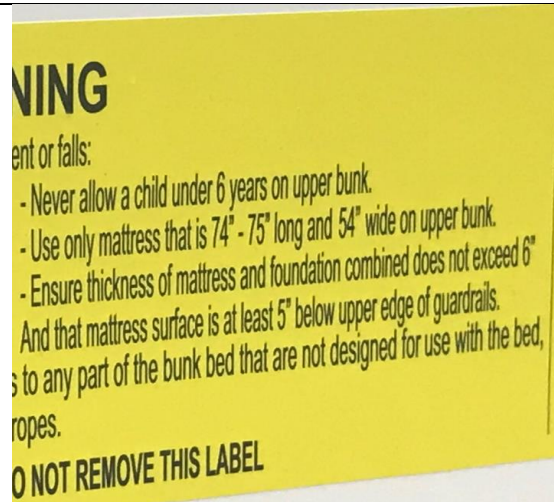 NING
ent or falls:
- Never allow a child under 6 years on upper bunk.
- Use only mattress that is 74" - 75" long and 54" wide on upper bunk.
- Ensure thickness of mattress and foundation combined does not exceed 6"
And that mattress surface is at least 5" below upper edge of guardrails.
s to any part of the bunk bed that are not designed for use with the bed,
ropes.
O NOT REMOVE THIS LABEL